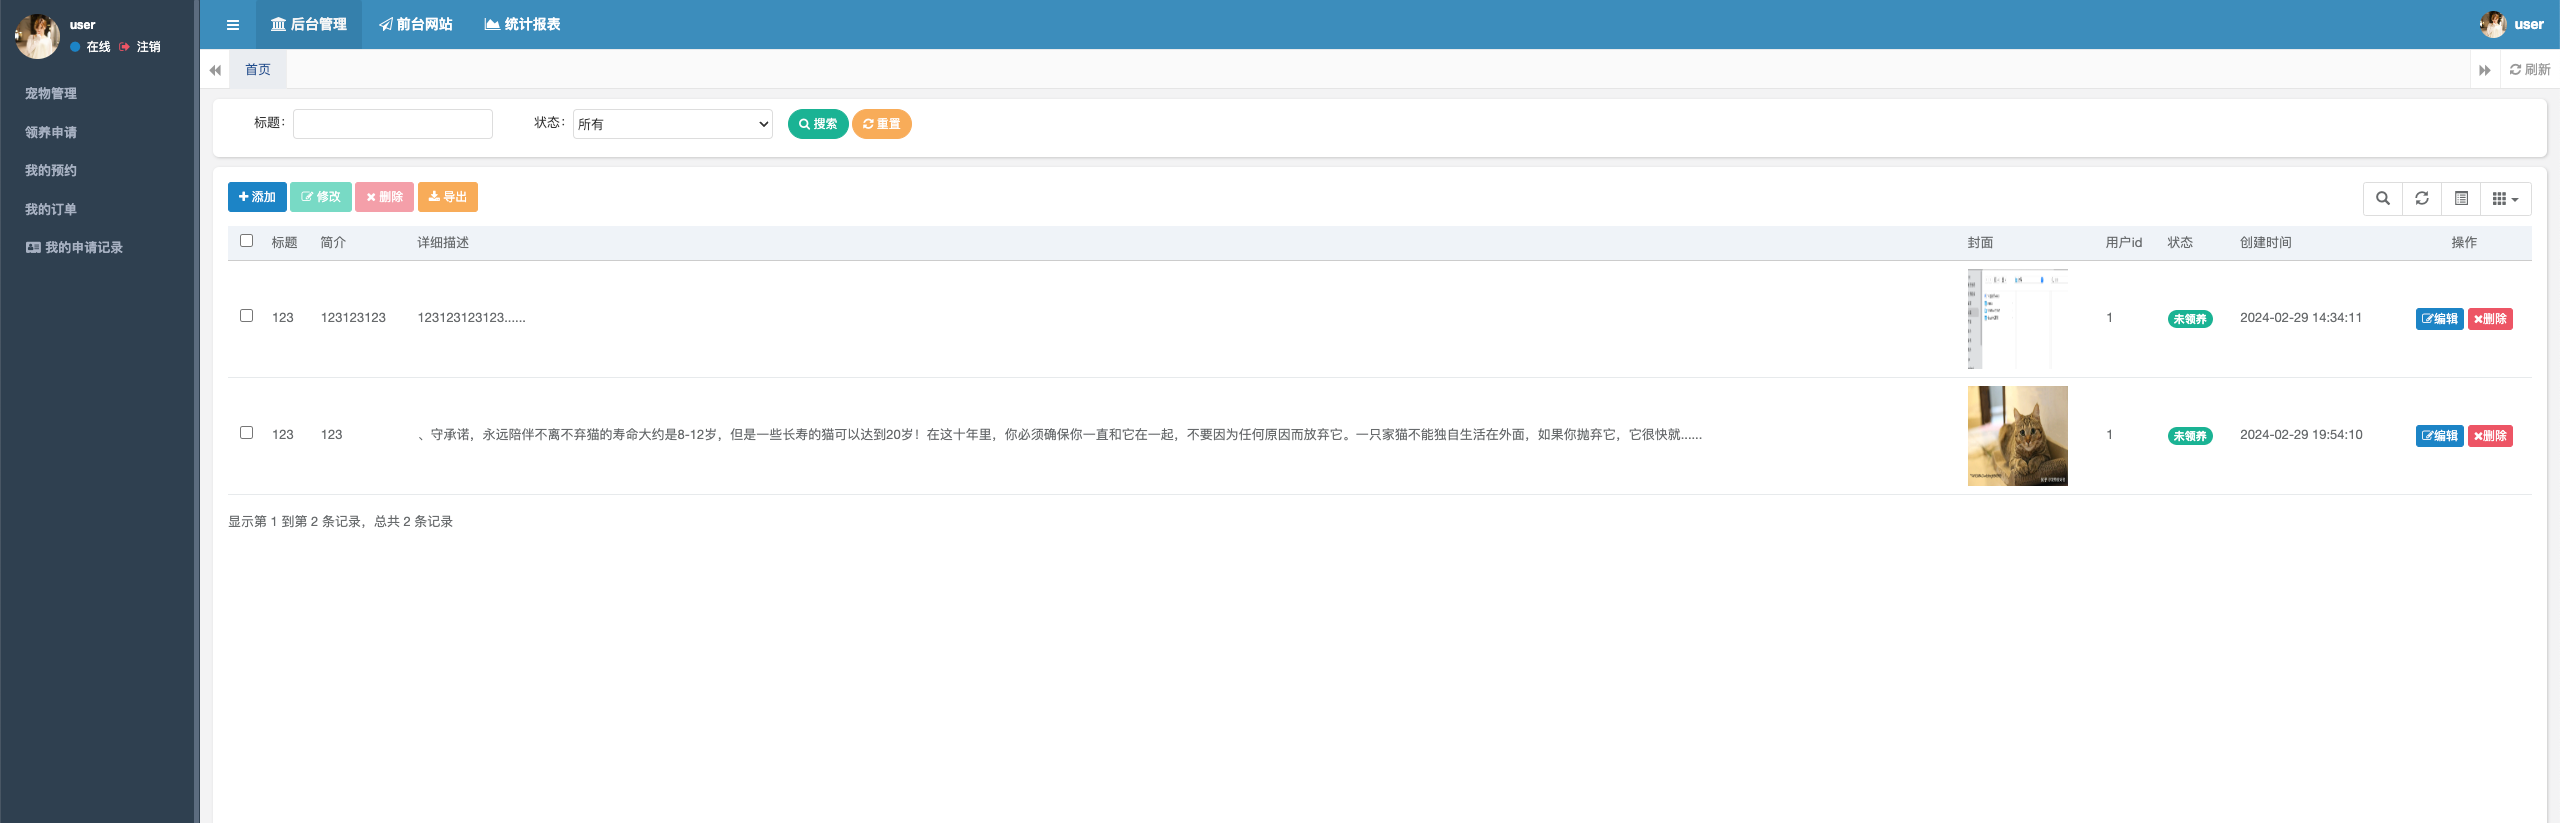 user
在线 注销
后台管理 前台网站 统计报表
user
首页
刷新
宠物管理
领养申请
我的预约
我的订单
我的申请记录
标题： 状态： 所有 搜索 重置
添加 修改 删除 导出
标题 简介 详细描述 封面 用户id 状态 创建时间 操作
123 123123123 123123123123...... 1 未领养 2024-02-29 14:34:11 编辑 删除
123 123 、守承诺，永远陪伴不离不弃猫的寿命大约是8-12岁，但是一些长寿的猫可以达到20岁！在这十年里，你必须确保你一直和它在一起，不要因为任何原因而放弃它。一只家猫不能独自生活在外面，如果你抛弃它，它很快就...... 1 未领养 2024-02-29 19:54:10 编辑 删除
显示第 1 到第 2 条记录，总共 2 条记录